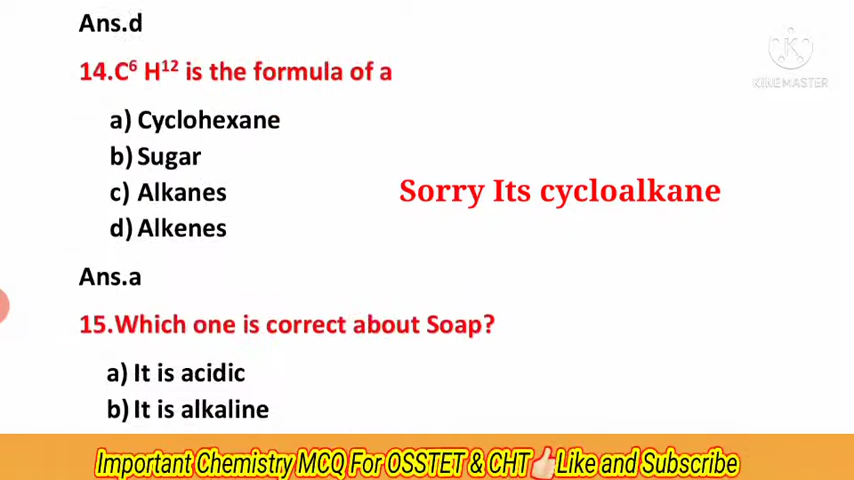 Ans.d
14.C⁶ H¹² is the formula of a
a) Cyclohexane
b) Sugar
c) Alkanes
d) Alkenes
Sorry Its cycloalkane
Ans.a
15.Which one is correct about Soap?
a) It is acidic
b) It is alkaline
Important Chemistry MCQ For OSSTET & CHT👍Like and Subscribe
K
KINEMASTER